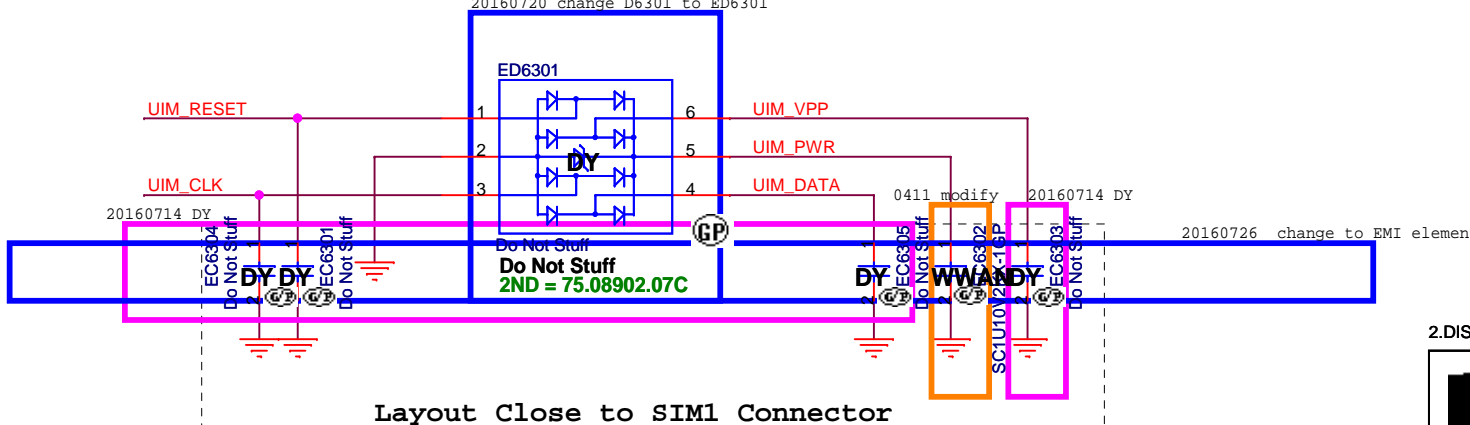 20160720 change D6301 to ED6301
ED6301
UIM_RESET
1
6
UIM_VPP
2
DY
5
UIM_PWR
UIM_CLK
3
4
UIM_DATA
0411 modify
20160714 DY
20160714 DY
GP
20160726 change to EMI elemen
EC6304
Do Not Stuff
DY
DY
EC6301
Do Not Stuff
Do Not Stuff
Do Not Stuff
2ND = 75.08902.07C
DY
EC6305
Do Not Stuff
WWAN
DY
EC6303
Do Not Stuff
2.DIS
Layout Close to SIM1 Connector